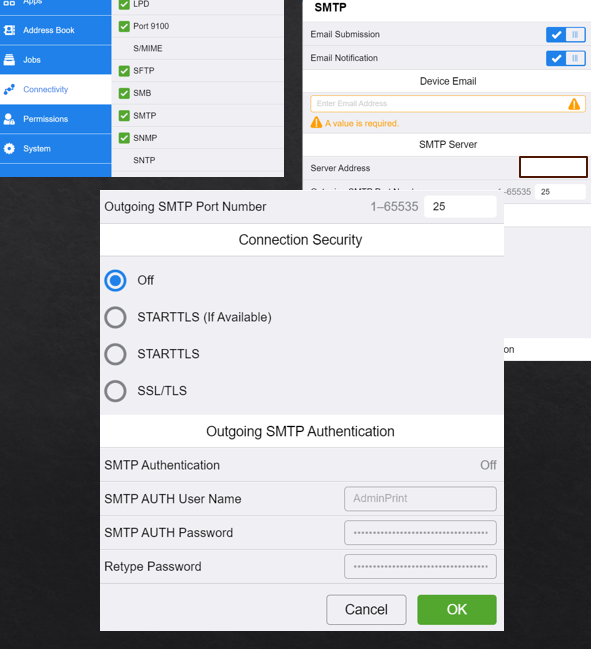 Apps
Address Book
Jobs
Connectivity
Permissions
System
LPD
Port 9100
S/MIME
SFTP
SMB
SMTP
SNMP
SNTP
SMTP
Email Submission
Email Notification
Device Email
Enter Email Address
A value is required.
SMTP Server
Server Address
1-65535 25
on
Outgoing SMTP Port Number 1–65535 25
Connection Security
Off
STARTTLS (If Available)
STARTTLS
SSL/TLS
Outgoing SMTP Authentication
SMTP Authentication Off
SMTP AUTH User Name AdminPrint
SMTP AUTH Password
Retype Password
Cancel OK